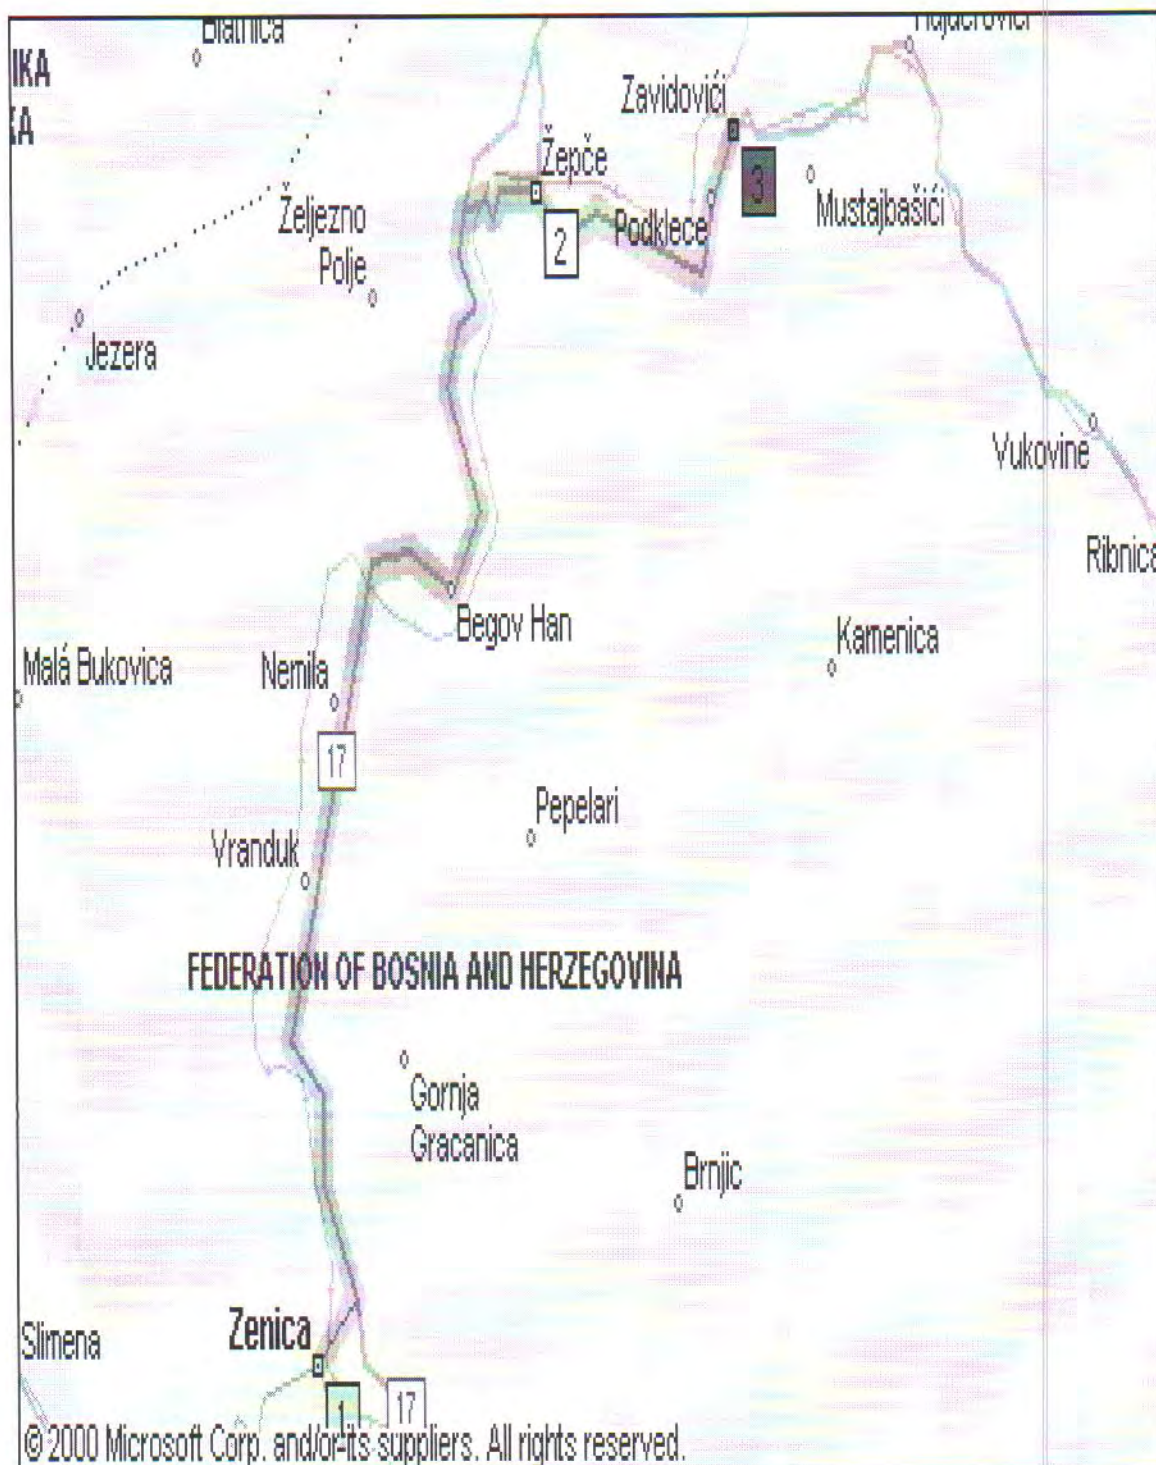 Blatnica
IKA
KA
Zavidovići
Žepče
3
Mustajbašići
Željezno
Polje
2
Podklece
Jezera
Vukovine
Ribnica
Begov Han
Kamenica
Malá Bukovica
Nemila
17
Pepelari
Vranduk
FEDERATION OF BOSNIA AND HERZEGOVINA
Gornja
Gracanica
Brnjic
Zenica
Slimena
1
17
© 2000 Microsoft Corp. and/or its suppliers. All rights reserved.